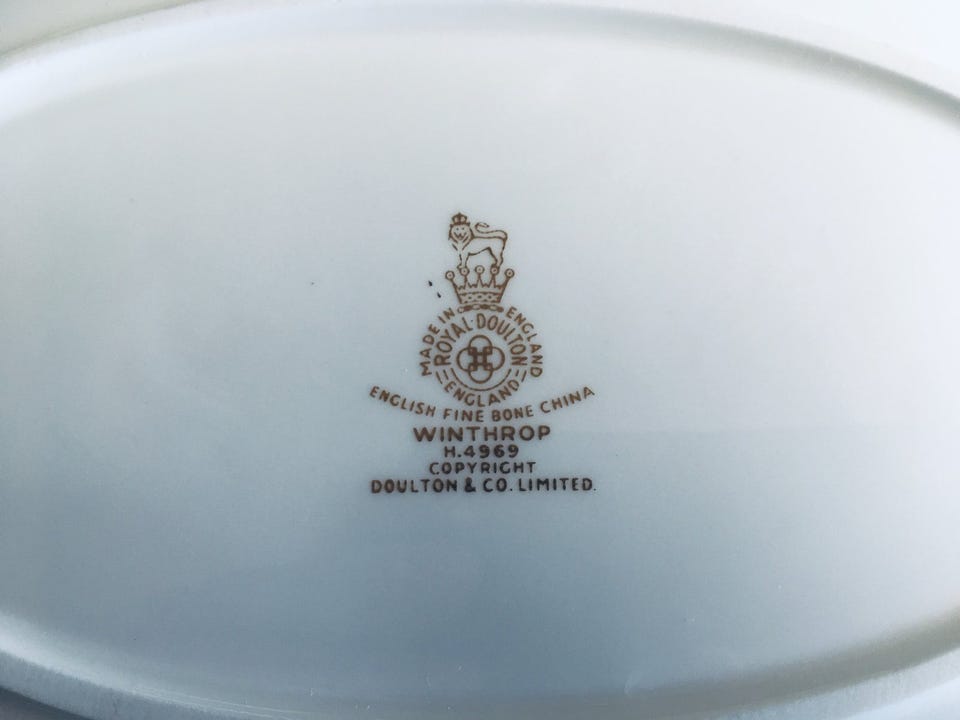 MADE IN ENGLAND
ROYAL·DOULTON
ENGLAND
ENGLISH FINE BONE CHINA
WINTHROP
H.4969
COPYRIGHT
DOULTON & CO. LIMITED.